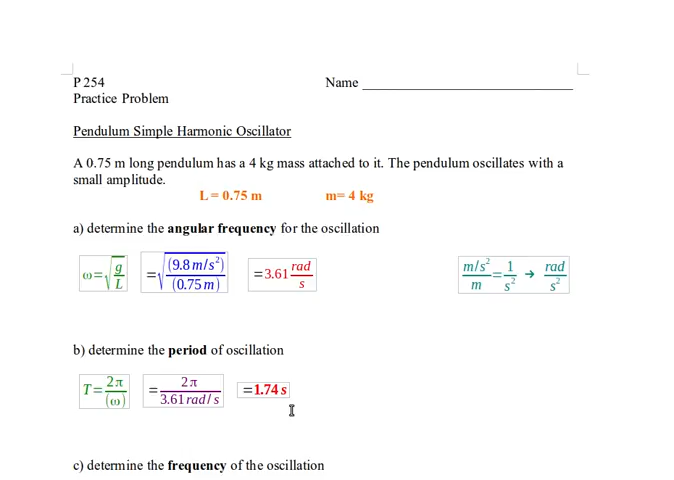 P 254
Name
Practice Problem
Pendulum Simple Harmonic Oscillator
A 0.75 m long pendulum has a 4 kg mass attached to it. The pendulum oscillates with a
small amplitude.
L = 0.75 m m= 4 kg
a) determine the angular frequency for the oscillation
ω=√(g/L) =√((9.8 m/s²)/(0.75 m)) =3.61 rad/s (m/s²)/m = 1/s² → rad/s²
b) determine the period of oscillation
T= 2π/(ω) = 2π/(3.61 rad/s) =1.74 s
c) determine the frequency of the oscillation